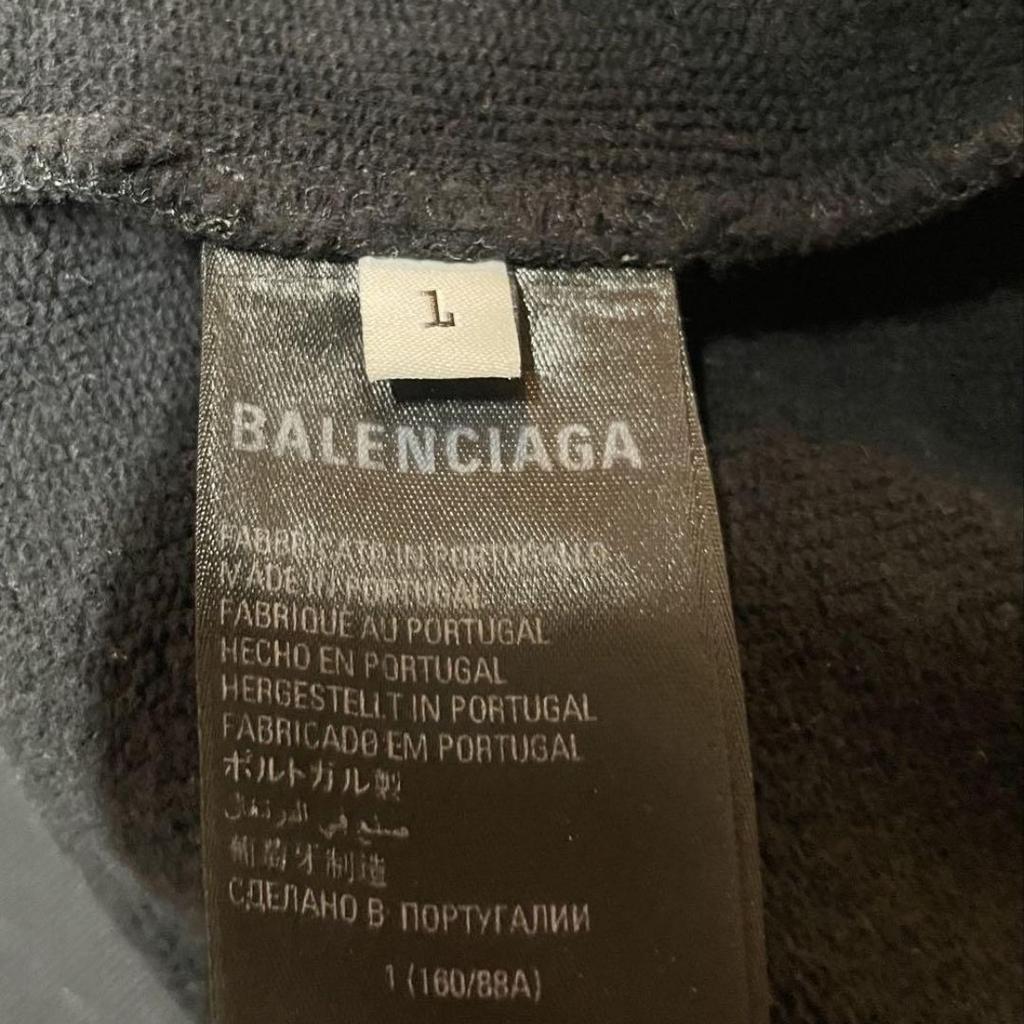 1
BALENCIAGA
FABBRICATO IN PORTOGALLO
MADE IN PORTUGAL
FABRIQUE AU PORTUGAL
HECHO EN PORTUGAL
HERGESTELLT IN PORTUGAL
FABRICADO EM PORTUGAL
ポルトガル製
صنع في البرتغال
葡萄牙制造
СДЕЛАНО В ПОРТУГАЛИИ
1 (160/88A)